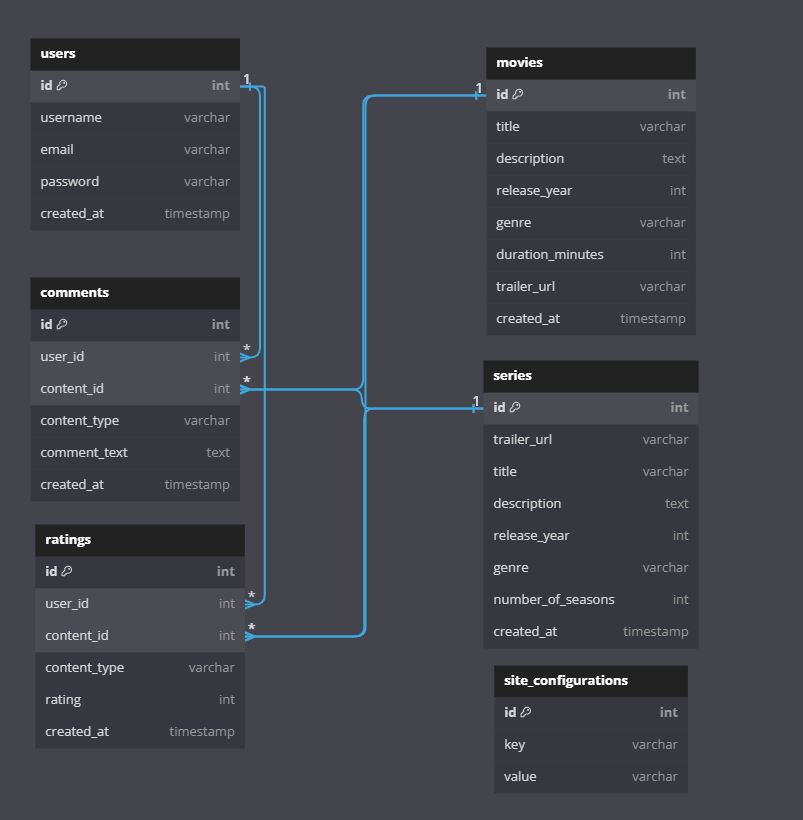 users
id int
username varchar
email varchar
password varchar
created_at timestamp
1
comments
id int
user_id int
*
content_id int
*
content_type varchar
comment_text text
created_at timestamp
ratings
id int
user_id int
*
content_id int
*
content_type varchar
rating int
created_at timestamp
movies
1
id int
title varchar
description text
release_year int
genre varchar
duration_minutes int
trailer_url varchar
created_at timestamp
series
1
id int
trailer_url varchar
title varchar
description text
release_year int
genre varchar
number_of_seasons int
created_at timestamp
site_configurations
id int
key varchar
value varchar